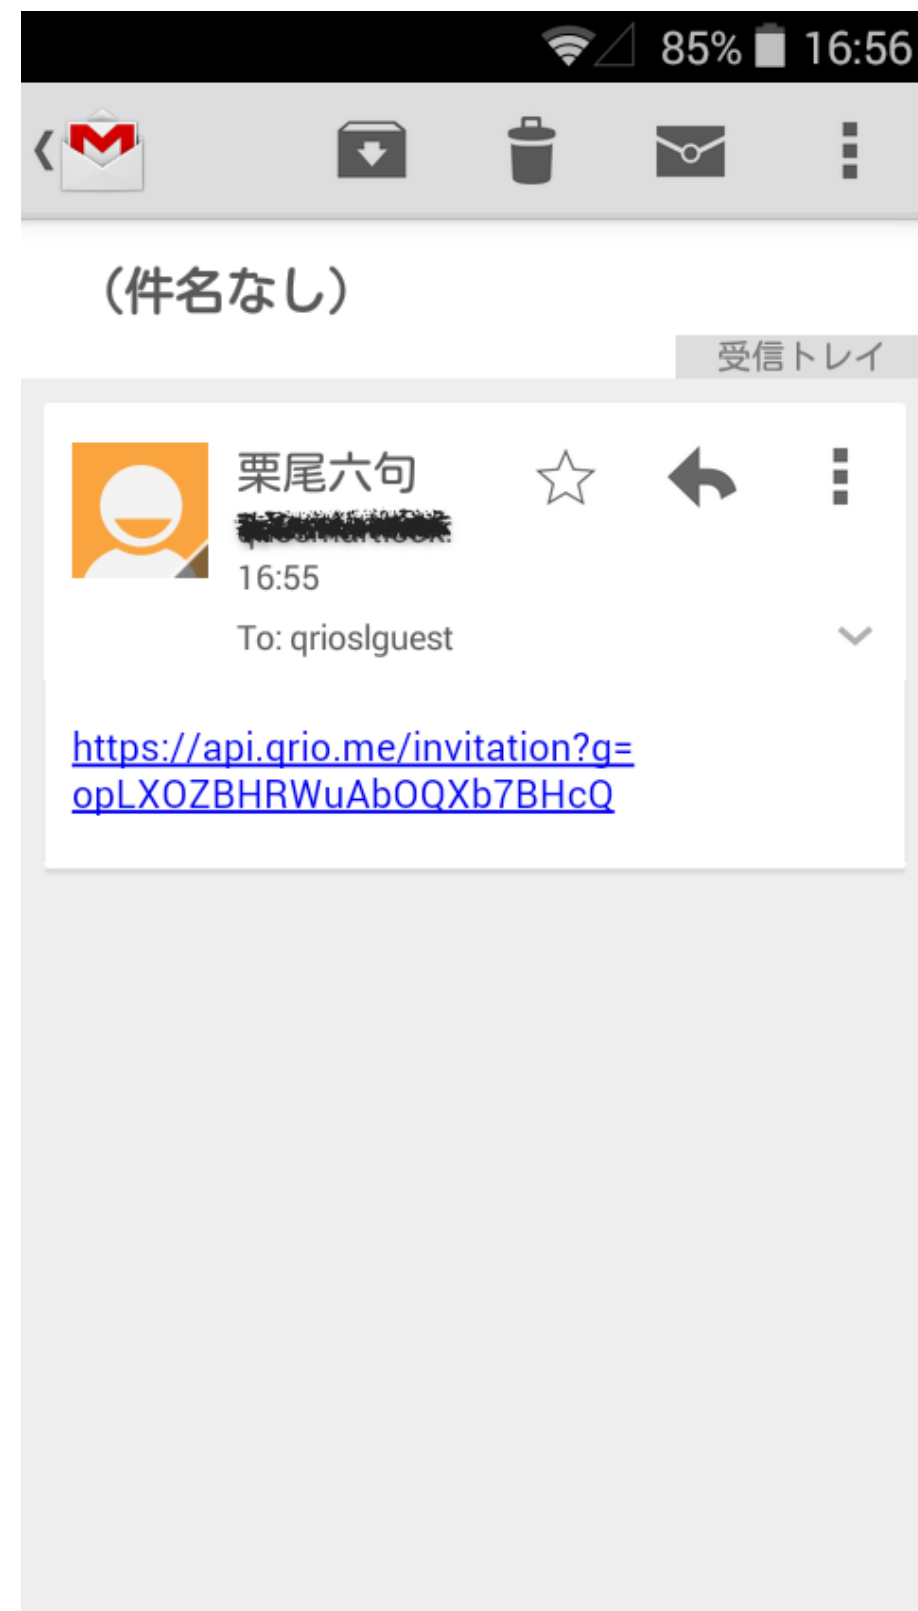 85% 16:56
（件名なし）
受信トレイ
栗尾六句
16:55
To: qrioslguest
https://api.qrio.me/invitation?g=
opLXOZBHRWuAbOQXb7BHcQ